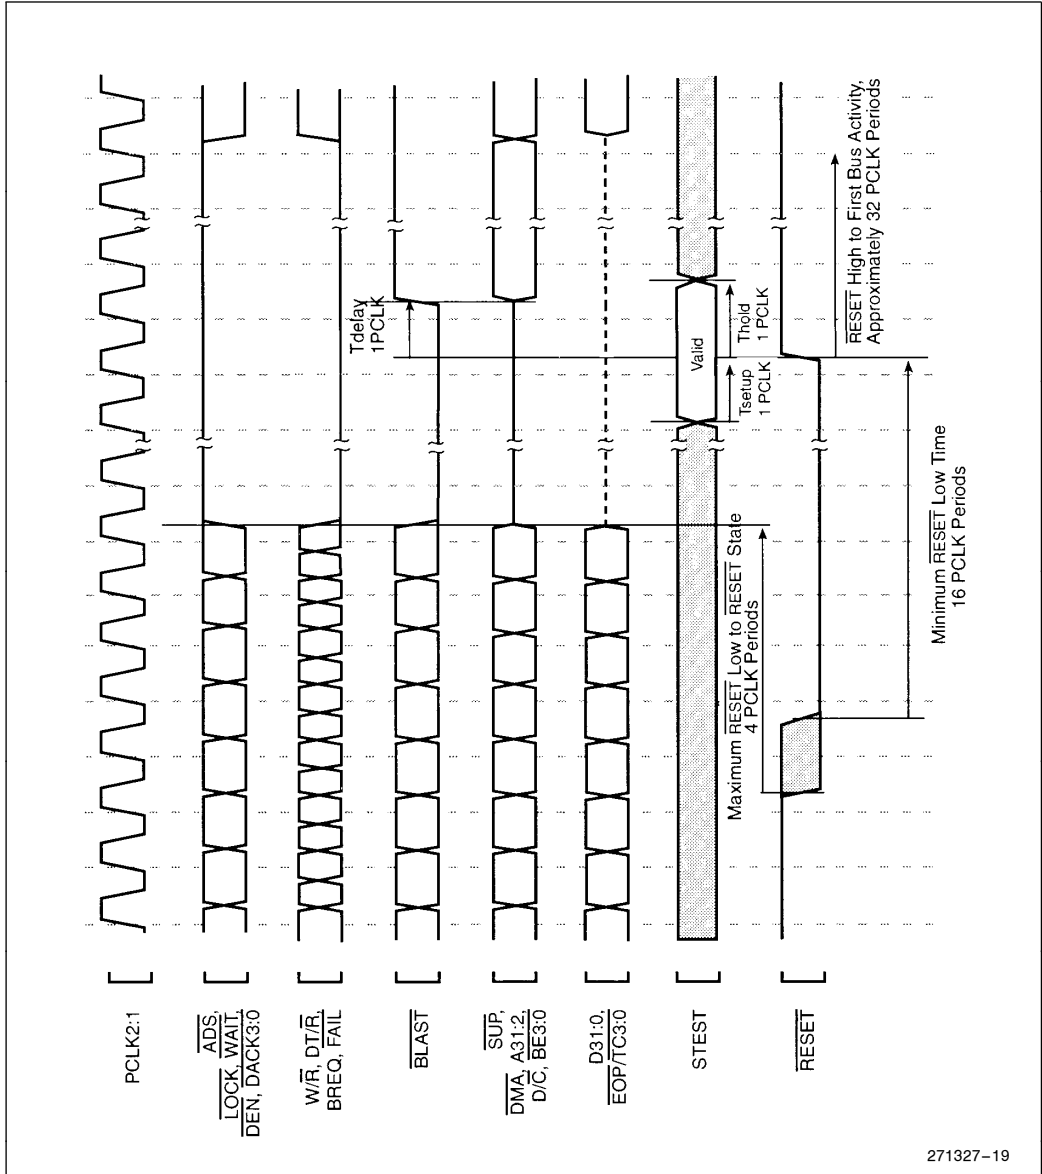 PCLK2:1
ADS,
LOCK, WAIT,
DEN, DACK3:0
W/R, DT/R,
BREQ, FAIL
BLAST
SUP,
DMA, A31:2,
D/C, BE3:0
D31:0,
EOP/TC3:0
STEST
RESET
Tdelay
1PCLK
Valid
Tsetup
1 PCLK
Thold
1 PCLK
Maximum RESET Low to RESET State
4 PCLK Periods
Minimum RESET Low Time
16 PCLK Periods
RESET High to First Bus Activity,
Approximately 32 PCLK Periods
271327–19